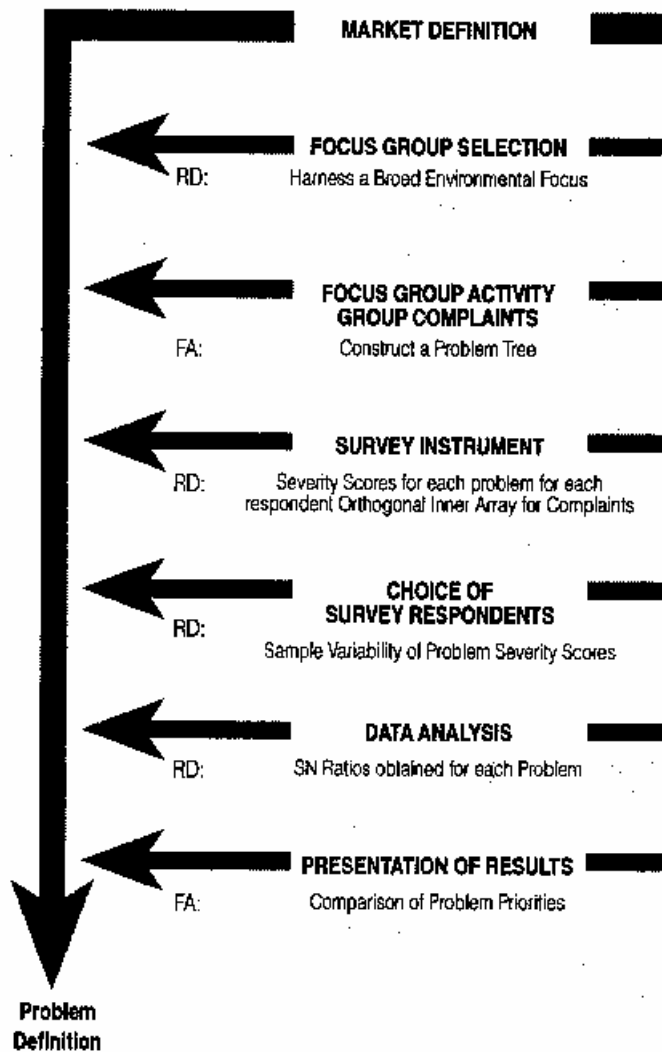 MARKET DEFINITION
FOCUS GROUP SELECTION
RD: Harness a Broed Environmental Focus
FOCUS GROUP ACTIVITY
GROUP COMPLAINTS
FA: Construct a Problem Tree
SURVEY INSTRUMENT
RD: Severity Scores for each problem for each
respondent Orthogonal Inner Array for Complaints
CHOICE OF
SURVEY RESPONDENTS
RD:
Sample Variability of Problem Severity Scores
DATA ANALYSIS
RD: SN Ratios obtained for each Problem
PRESENTATION OF RESULTS
FA: Comparison of Problem Priorities
Problem
Definition